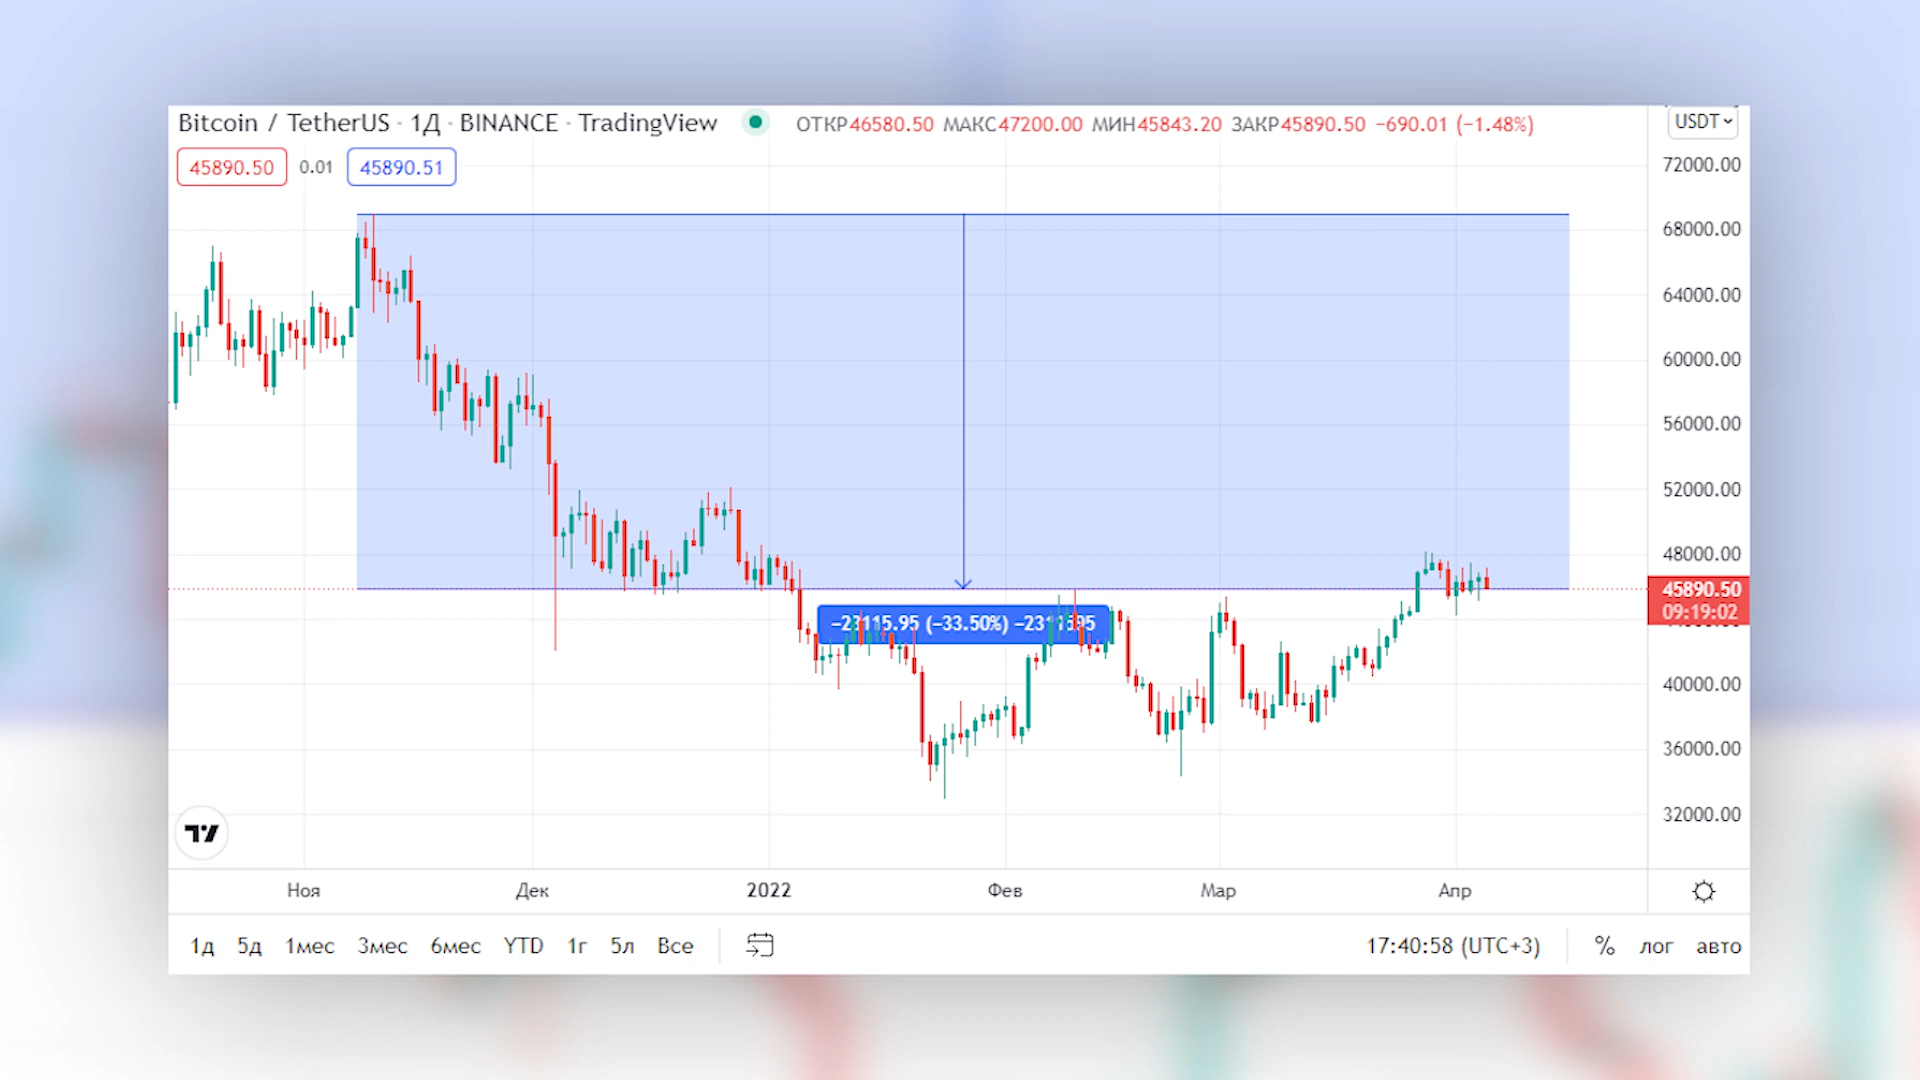 Bitcoin / TetherUS · 1Д · BINANCE · TradingView ОТКР46580.50 МАКС47200.00 МИН45843.20 ЗАКР45890.50 −690.01 (−1.48%)
USDT
45890.50 0.01 45890.51
72000.00
68000.00
64000.00
60000.00
56000.00
52000.00
48000.00
45890.50
09:19:02
−23115.95 (−33.50%) −2311595
40000.00
36000.00
32000.00
Ноя Дек 2022 Фев Мар Апр
1д 5д 1мес 3мес 6мес YTD 1г 5л Все 17:40:58 (UTC+3) % лог авто